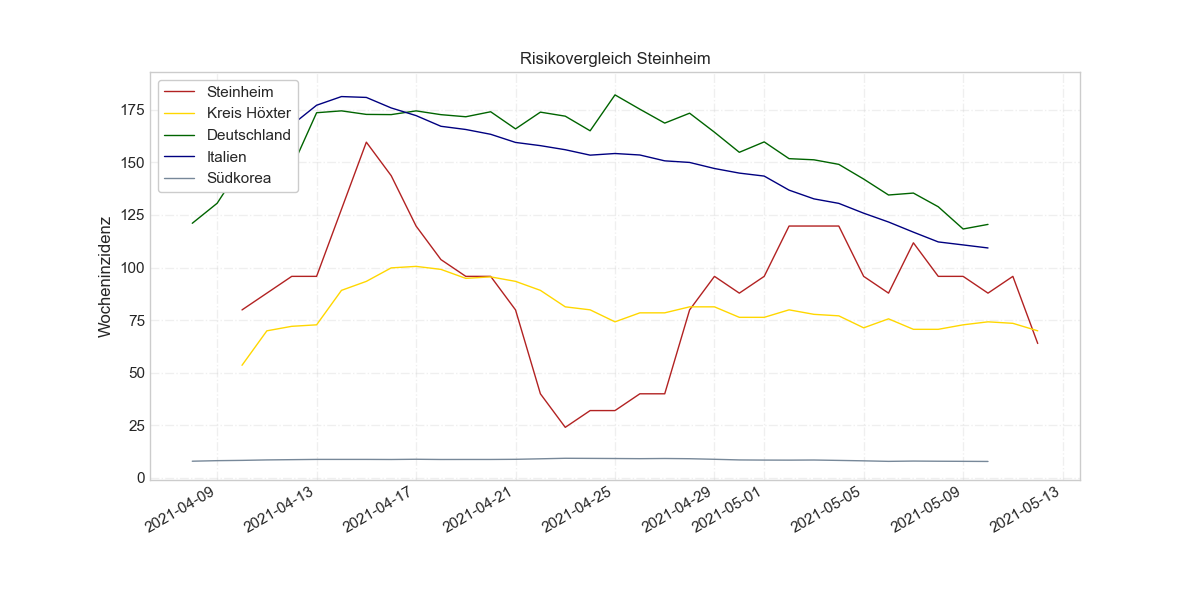 Risikovergleich Steinheim
Steinheim
Kreis Höxter
Deutschland
Italien
Südkorea
Wocheninzidenz
175
150
125
100
75
50
25
0
2021-04-09
2021-04-13
2021-04-17
2021-04-21
2021-04-25
2021-04-29
2021-05-01
2021-05-05
2021-05-09
2021-05-13